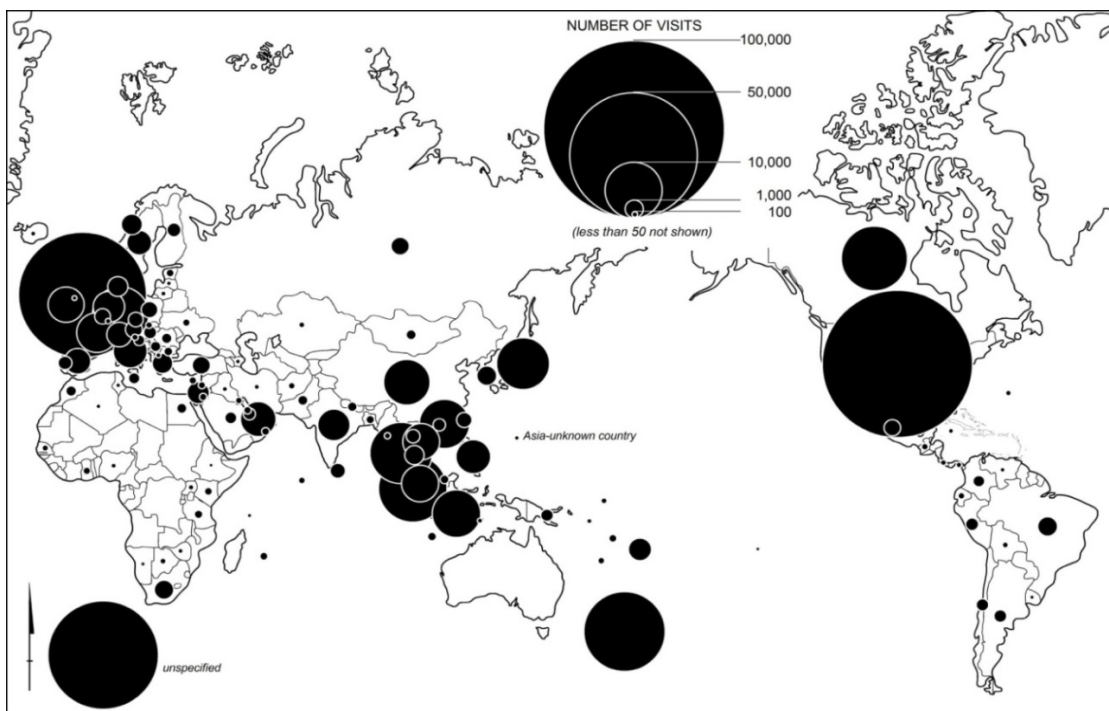 NUMBER OF VISITS
100,000
50,000
10,000
1,000
100
(less than 50 not shown)
Asia-unknown country
unspecified